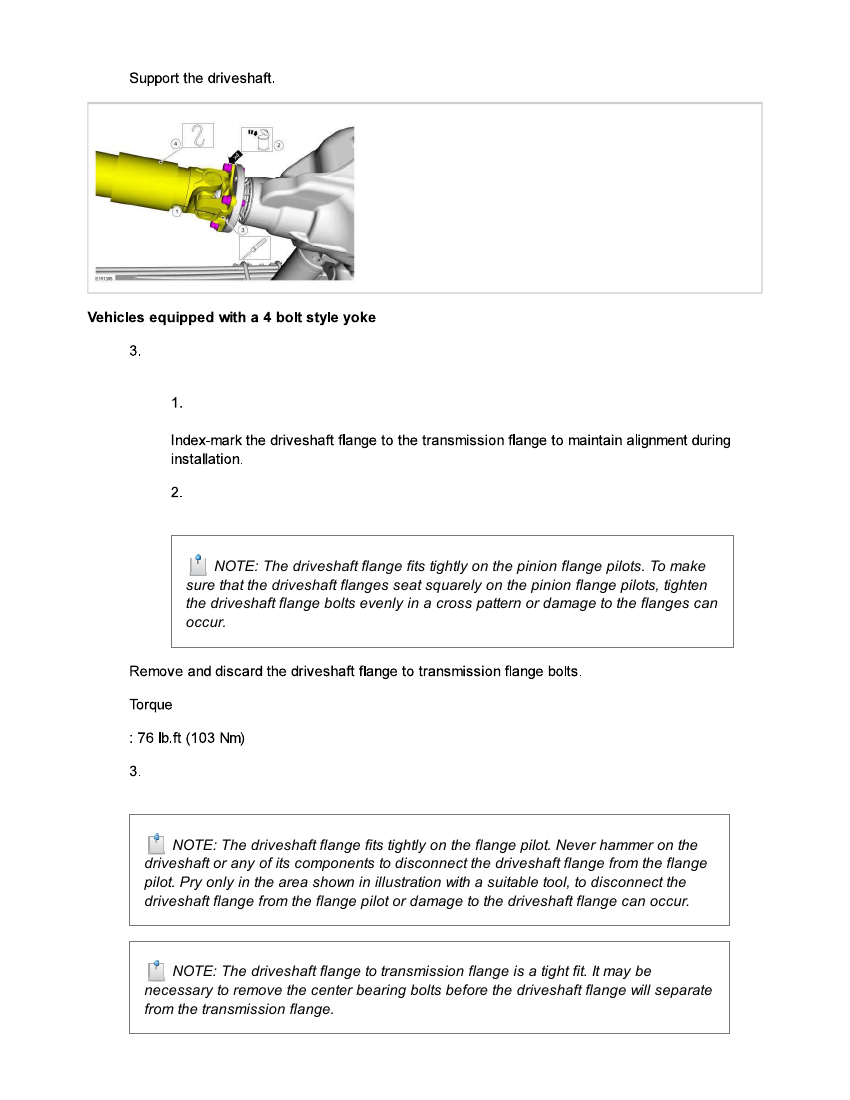 Support the driveshaft.
4
2
1
3
Vehicles equipped with a 4 bolt style yoke
3.
1.
Index-mark the driveshaft flange to the transmission flange to maintain alignment during
installation.
2.
NOTE: The driveshaft flange fits tightly on the pinion flange pilots. To make
sure that the driveshaft flanges seat squarely on the pinion flange pilots, tighten
the driveshaft flange bolts evenly in a cross pattern or damage to the flanges can
occur.
Remove and discard the driveshaft flange to transmission flange bolts.
Torque
: 76 lb.ft (103 Nm)
3.
NOTE: The driveshaft flange fits tightly on the flange pilot. Never hammer on the
driveshaft or any of its components to disconnect the driveshaft flange from the flange
pilot. Pry only in the area shown in illustration with a suitable tool, to disconnect the
driveshaft flange from the flange pilot or damage to the driveshaft flange can occur.
NOTE: The driveshaft flange to transmission flange is a tight fit. It may be
necessary to remove the center bearing bolts before the driveshaft flange will separate
from the transmission flange.